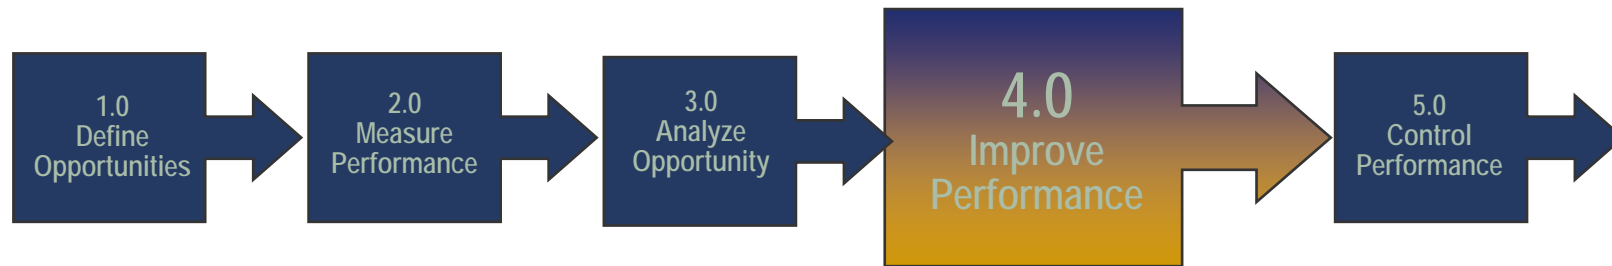 1.0
Define
Opportunities
2.0
Measure
Performance
3.0
Analyze
Opportunity
4.0
Improve
Performance
5.0
Control
Performance